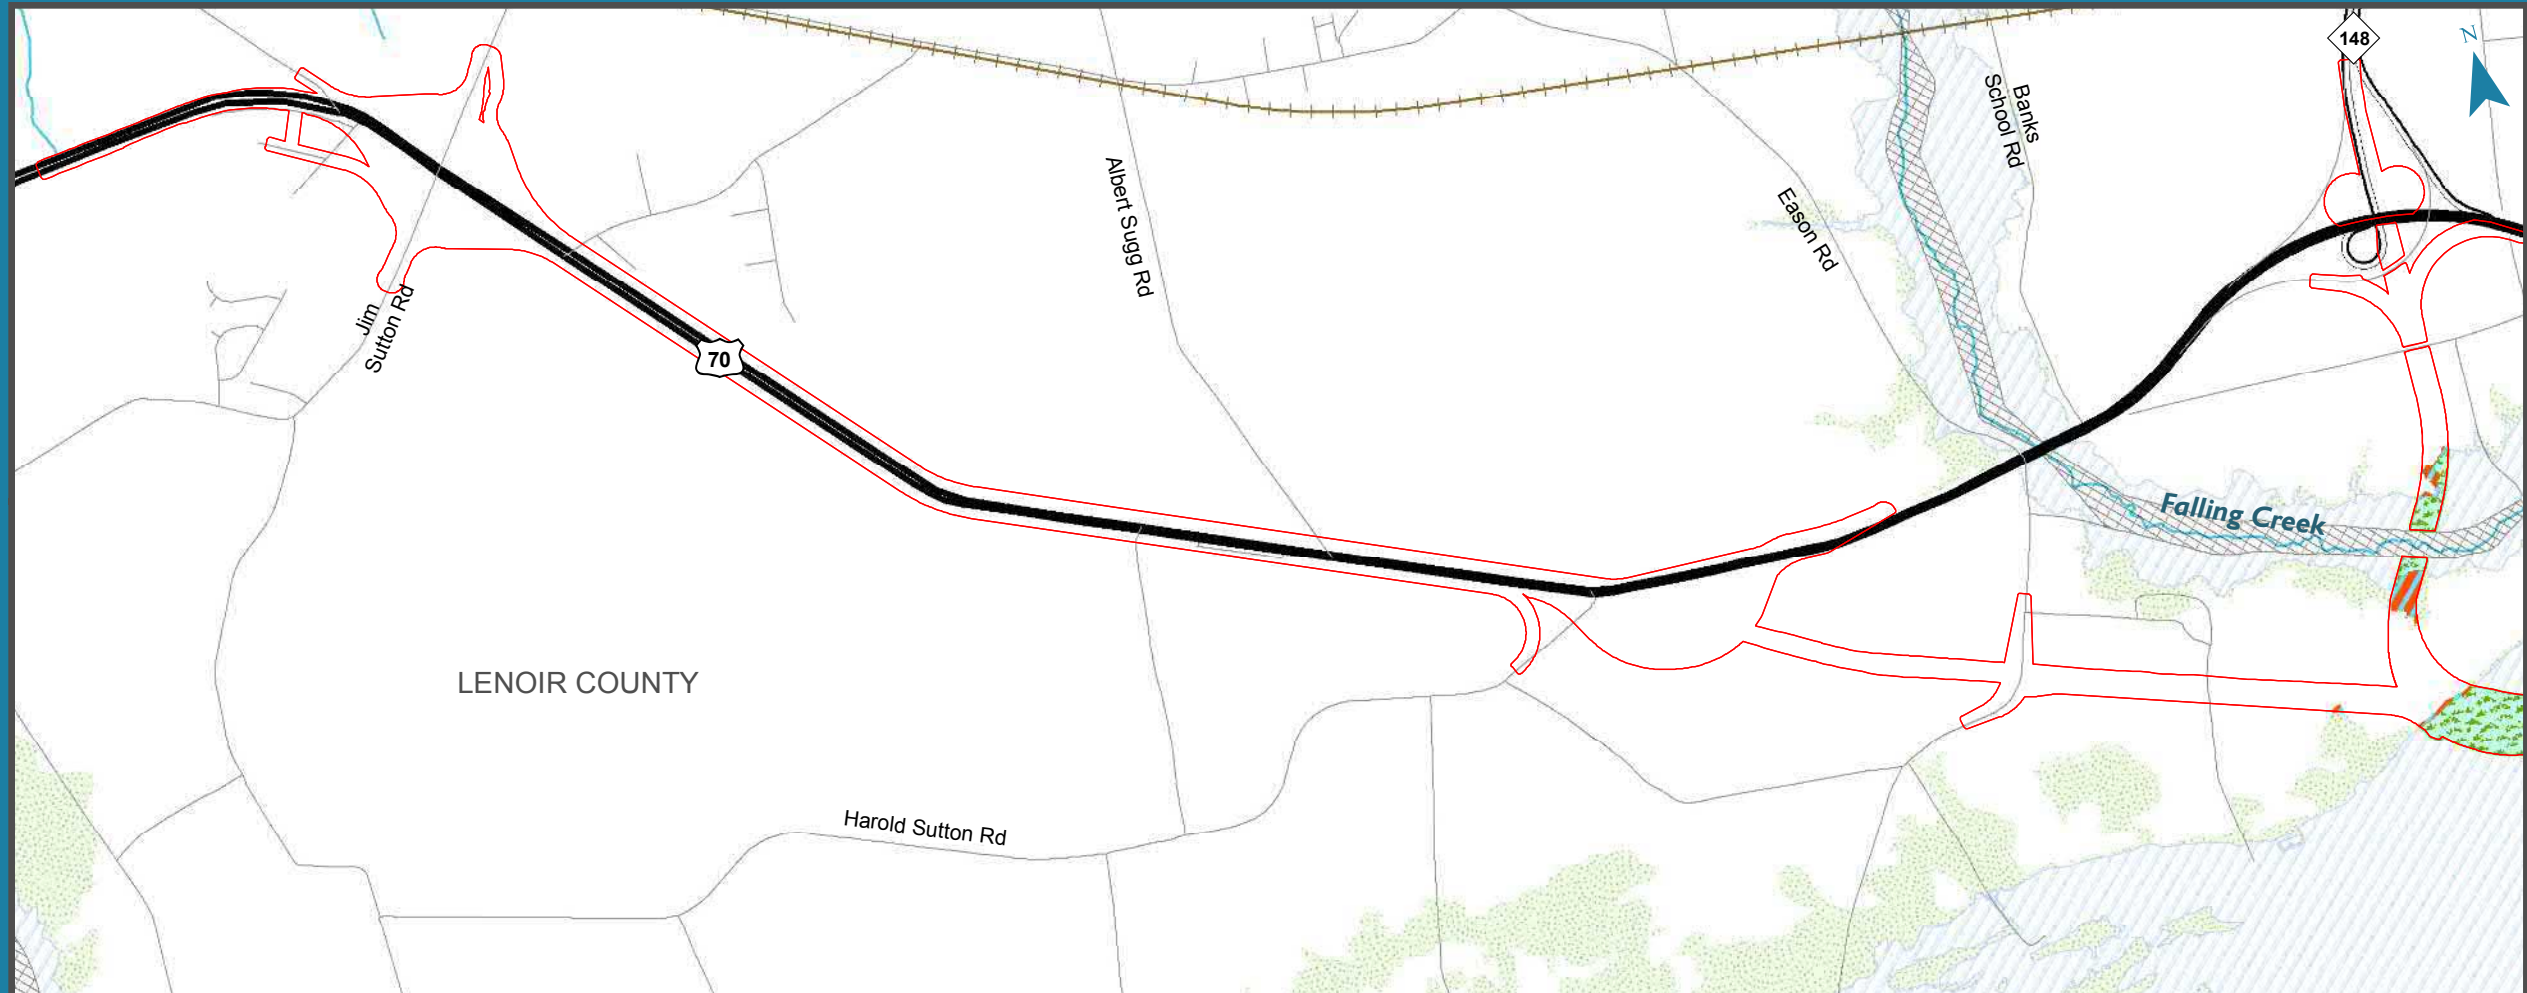 148
N
Banks
School Rd
Albert Sugg Rd
Eason Rd
Jim
Sutton Rd
70
Falling Creek
LENOIR COUNTY
Harold Sutton Rd